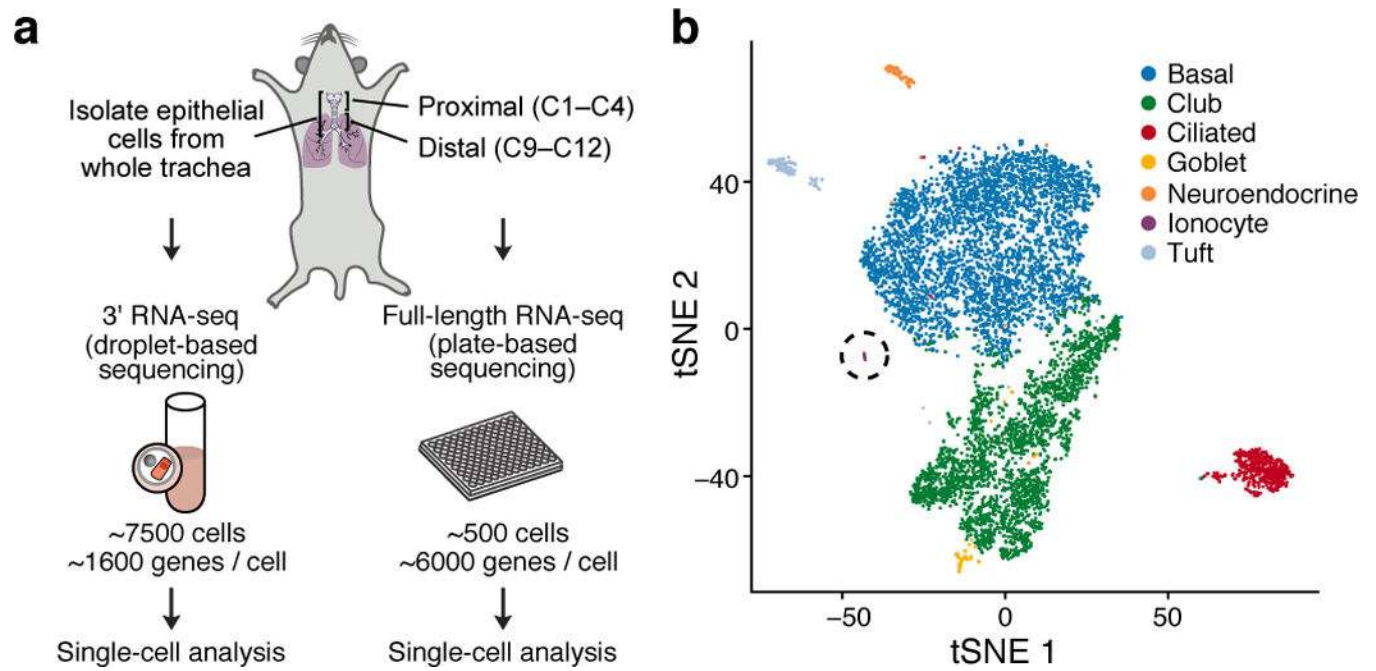 a
Isolate epithelial
cells from
whole trachea
Proximal (C1–C4)
Distal (C9–C12)
3' RNA-seq
(droplet-based
sequencing)
~7500 cells
~1600 genes / cell
Single-cell analysis
Full-length RNA-seq
(plate-based
sequencing)
~500 cells
~6000 genes / cell
Single-cell analysis
b
Basal
Club
Ciliated
Goblet
Neuroendocrine
Ionocyte
Tuft
tSNE 2
40
0
−40
−50
0
50
tSNE 1